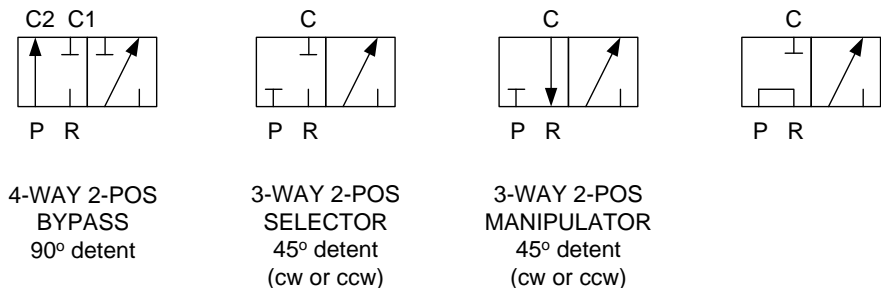 C2 C1 C C C
P R P R P R P R
4-WAY 2-POS
BYPASS
90º detent
3-WAY 2-POS
SELECTOR
45º detent
(cw or ccw)
3-WAY 2-POS
MANIPULATOR
45º detent
(cw or ccw)